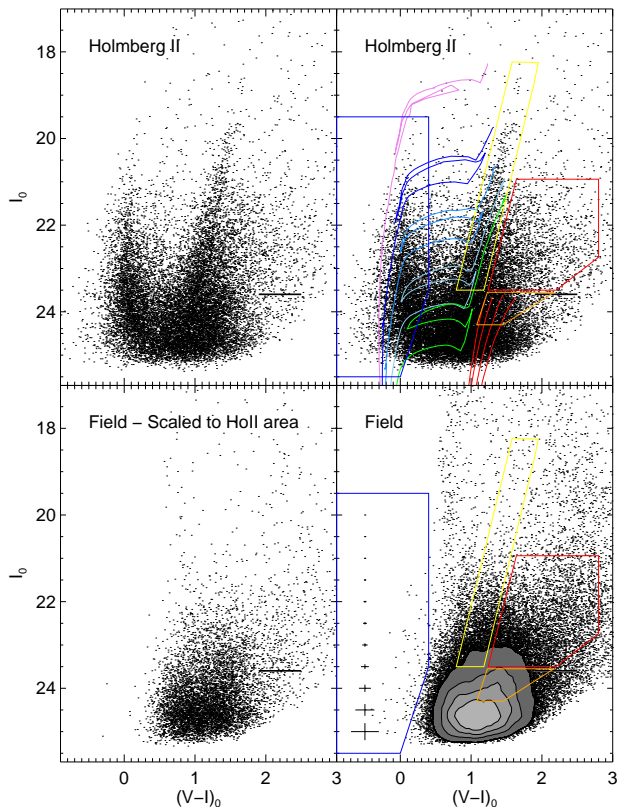 Holmberg II
Holmberg II
18
20
22
24
I0
Field − Scaled to HoII area
Field
18
20
22
24
I0
0
1
2
3
0
1
2
3
(V−I)0
(V−I)0